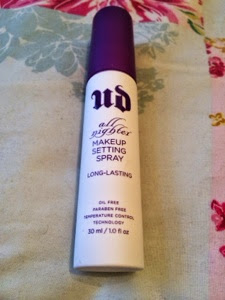 UD
all
nighter
MAKEUP
SETTING
SPRAY
LONG-LASTING
OIL FREE
PARABEN FREE
TEMPERATURE CONTROL
TECHNOLOGY
30 ml / 1.0 fl oz